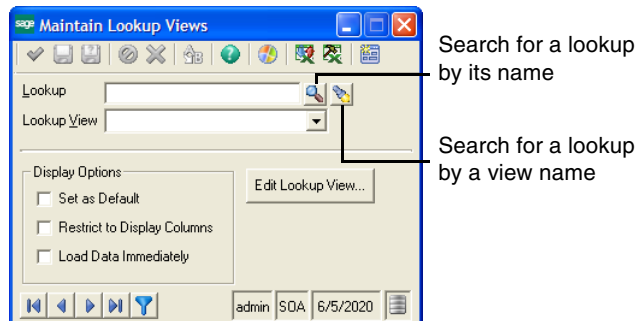 sage Maintain Lookup Views
Search for a lookup
by its name
Lookup
Lookup View
Search for a lookup
by a view name
Display Options
Set as Default
Edit Lookup View...
Restrict to Display Columns
Load Data Immediately
admin SOA 6/5/2020